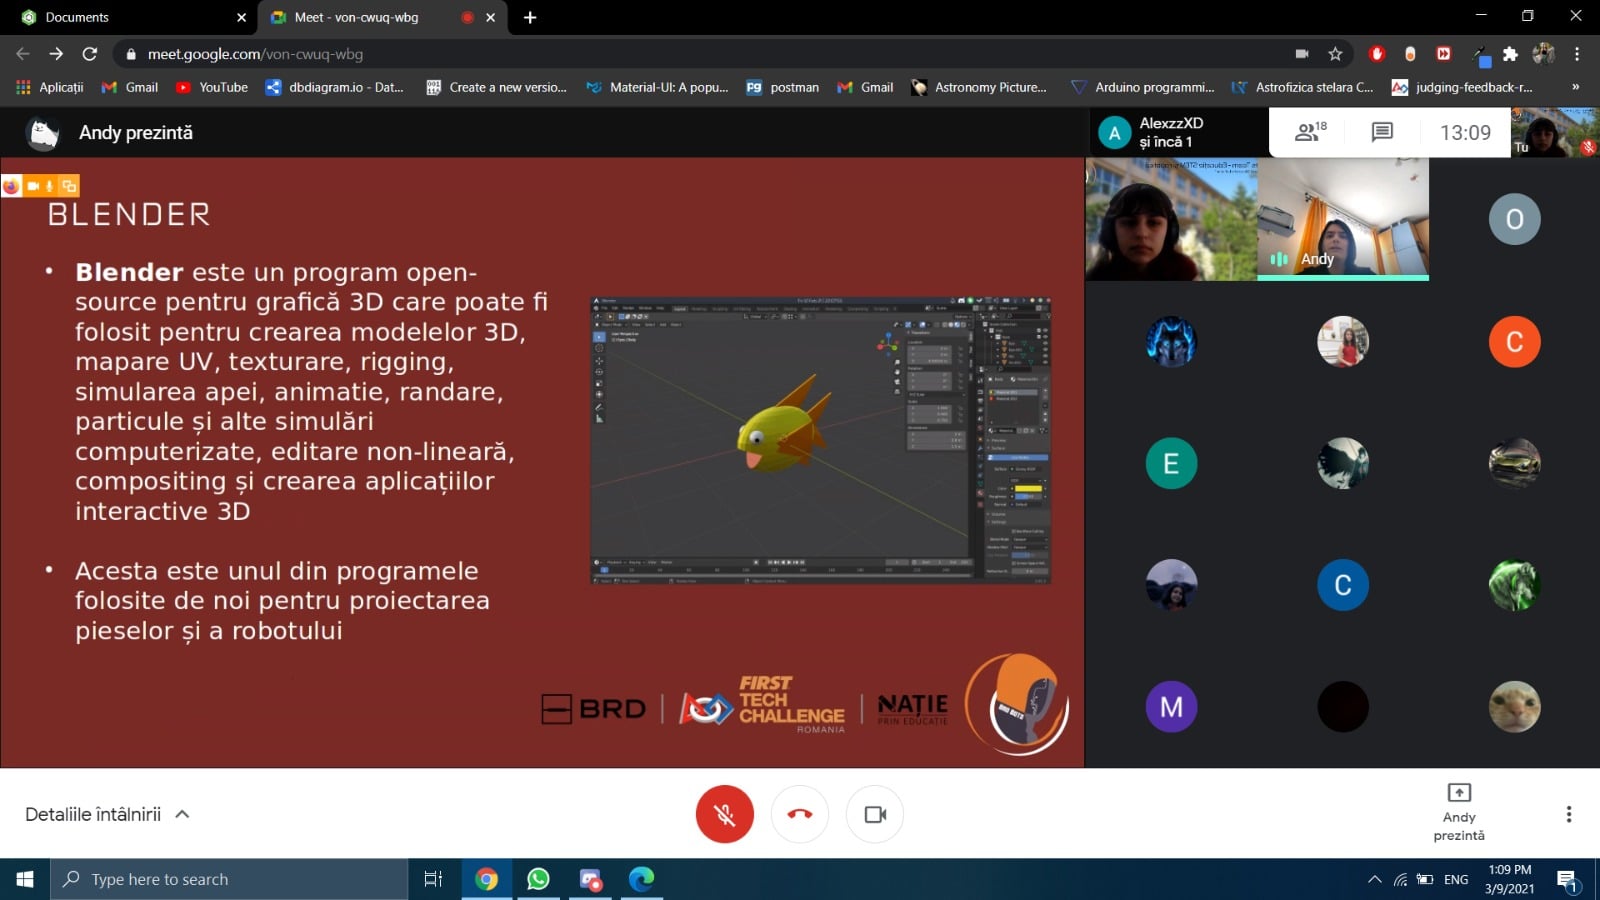 Documents
Meet - von-cwuq-wbg
meet.google.com/von-cwuq-wbg
Aplicații
Gmail
YouTube
dbdiagram.io - Dat...
Create a new versio...
Material-UI: A popu...
postman
Gmail
Astronomy Picture...
Arduino programmi...
Astrofizica stelara C...
judging-feedback-r...
»
Andy prezintă
A
AlexzzXD
și încă 1
18
13:09
Tu
BLENDER
• Blender este un program open-
source pentru grafică 3D care poate fi
folosit pentru crearea modelelor 3D,
mapare UV, texturare, rigging,
simularea apei, animatie, randare,
particule și alte simulări
computerizate, editare non-lineară,
compositing și crearea aplicațiilor
interactive 3D
• Acesta este unul din programele
folosite de noi pentru proiectarea
pieselor și a robotului
BRD
FIRST
TECH
CHALLENGE
ROMANIA
NAȚIE
PRIN EDUCAȚIE
BRD BOTS
Andy
O
C
E
C
M
Detaliile întâlnirii
Andy
prezintă
Type here to search
ENG
1:09 PM
3/9/2021
1